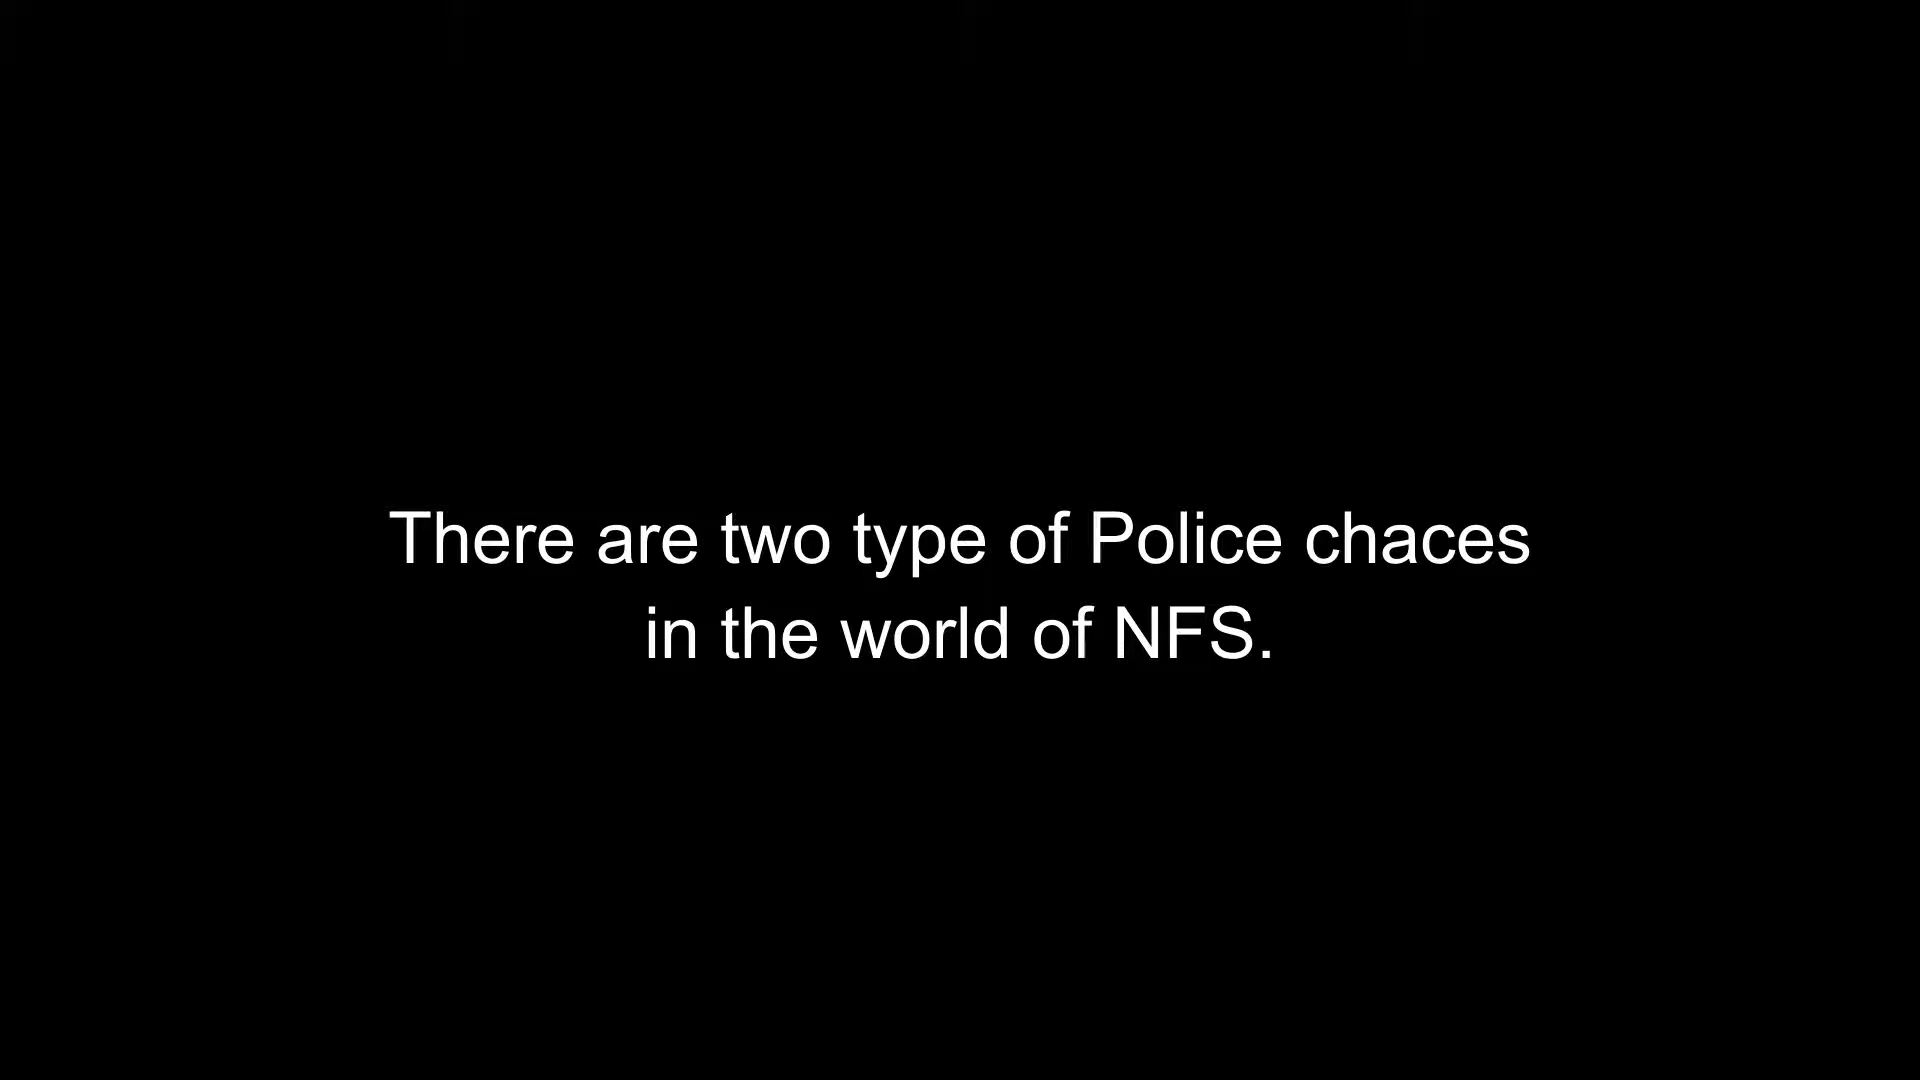 There are two type of Police chaces
in the world of NFS.